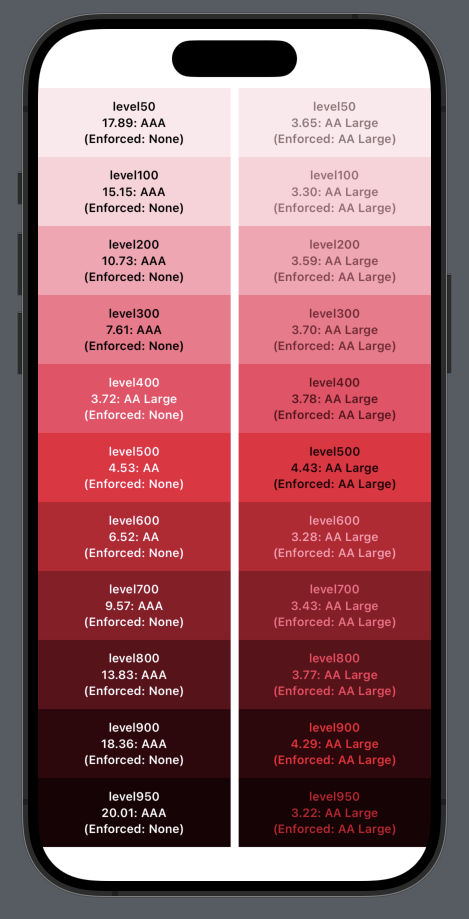 level50
17.89: AAA
(Enforced: None)
level50
3.65: AA Large
(Enforced: AA Large)
level100
15.15: AAA
(Enforced: None)
level100
3.30: AA Large
(Enforced: AA Large)
level200
10.73: AAA
(Enforced: None)
level200
3.59: AA Large
(Enforced: AA Large)
level300
7.61: AAA
(Enforced: None)
level300
3.70: AA Large
(Enforced: AA Large)
level400
3.72: AA Large
(Enforced: None)
level400
3.78: AA Large
(Enforced: AA Large)
level500
4.53: AA
(Enforced: None)
level500
4.43: AA Large
(Enforced: AA Large)
level600
6.52: AA
(Enforced: None)
level600
3.28: AA Large
(Enforced: AA Large)
level700
9.57: AAA
(Enforced: None)
level700
3.43: AA Large
(Enforced: AA Large)
level800
13.83: AAA
(Enforced: None)
level800
3.77: AA Large
(Enforced: AA Large)
level900
18.36: AAA
(Enforced: None)
level900
4.29: AA Large
(Enforced: AA Large)
level950
20.01: AAA
(Enforced: None)
level950
3.22: AA Large
(Enforced: AA Large)